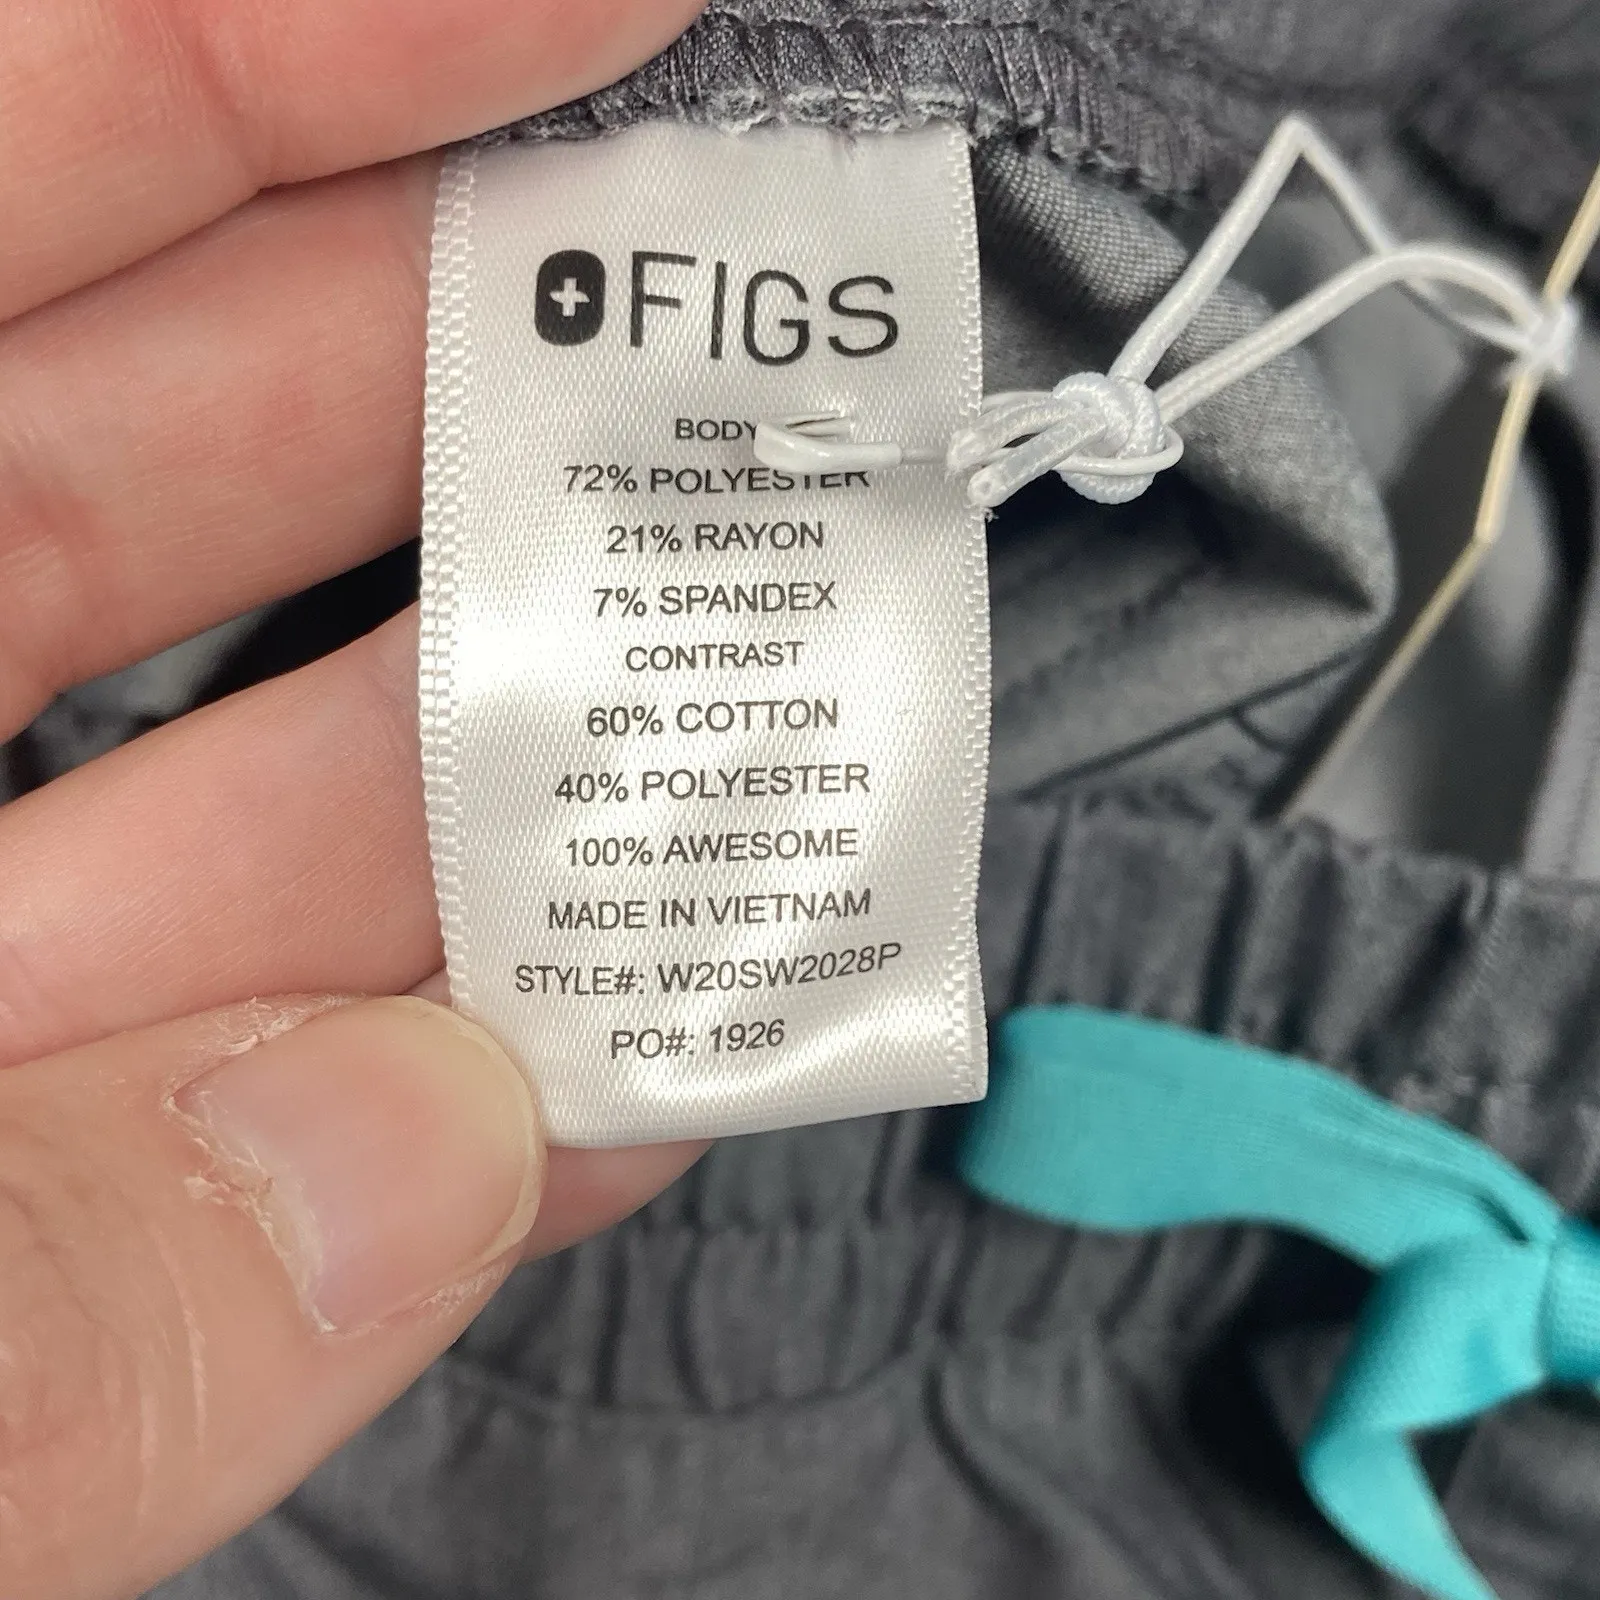 FIGS
BODY
72% POLYESTER
21% RAYON
7% SPANDEX
CONTRAST
60% COTTON
40% POLYESTER
100% AWESOME
MADE IN VIETNAM
STYLE#: W20SW2028P
PO#: 1926